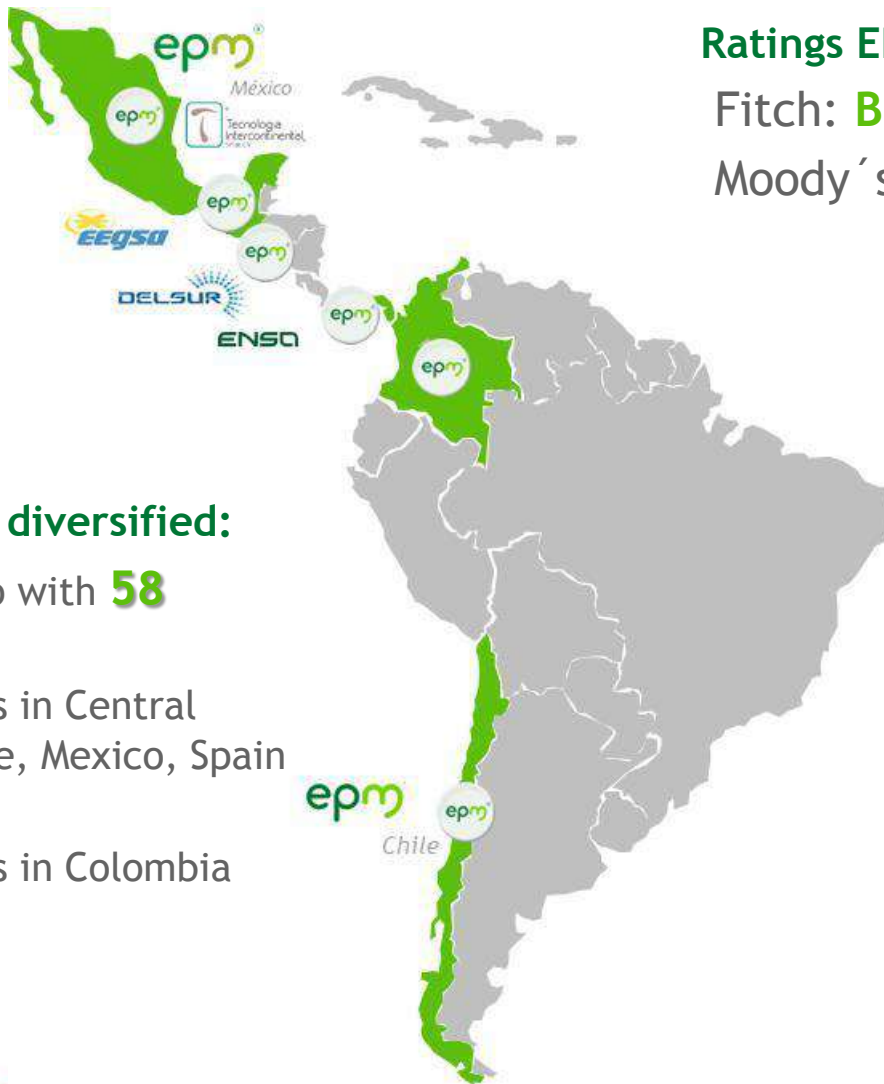 epm®
México
Ratings E
Fitch: B
Moody´s
epm®
Tecnología
Intercontinental
epm®
EEGSA
epm®
DELSUR
epm®
ENSA
epm®
diversified:
with 58
s in Central
e, Mexico, Spain
epm
epm®
Chile
s in Colombia